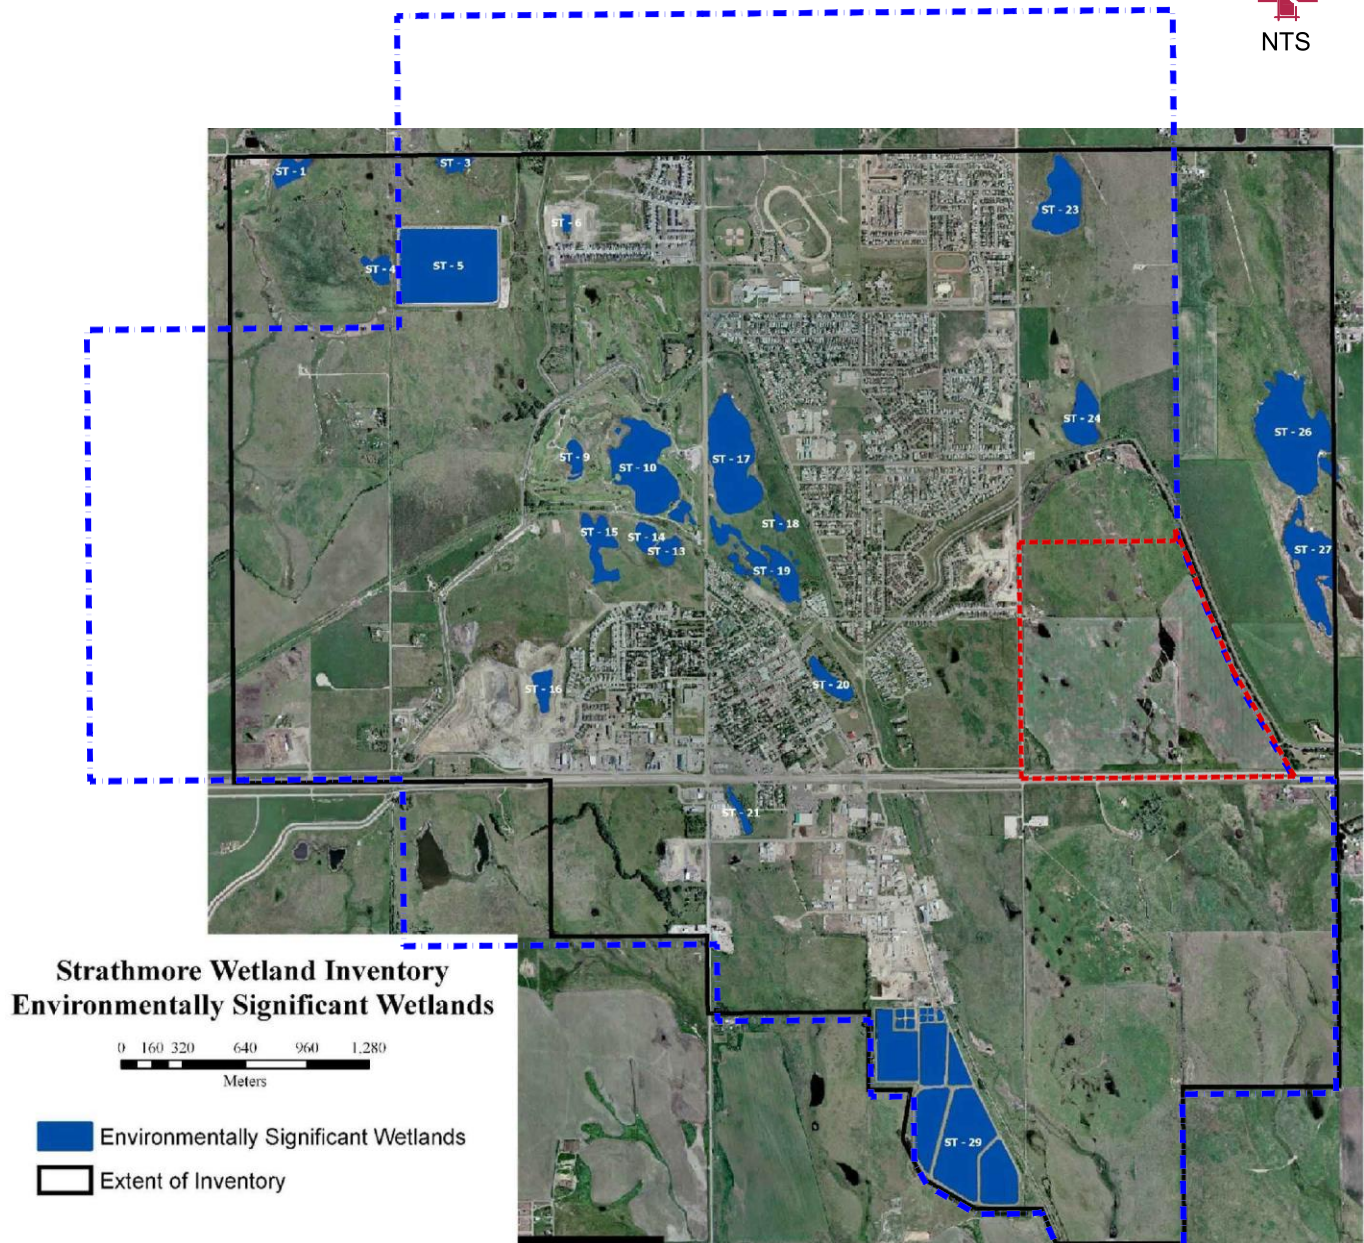 NTS
ST - 1
ST - 3
ST - 6
ST - 23
ST - 4
ST - 5
ST - 24
ST - 26
ST - 9
ST - 10
ST - 17
ST - 18
ST - 15
ST - 14
ST - 13
ST - 19
ST - 27
ST - 16
ST - 20
ST - 21
ST - 29
Strathmore Wetland Inventory
Environmentally Significant Wetlands
0 160 320 640 960 1,280
Meters
Environmentally Significant Wetlands
Extent of Inventory